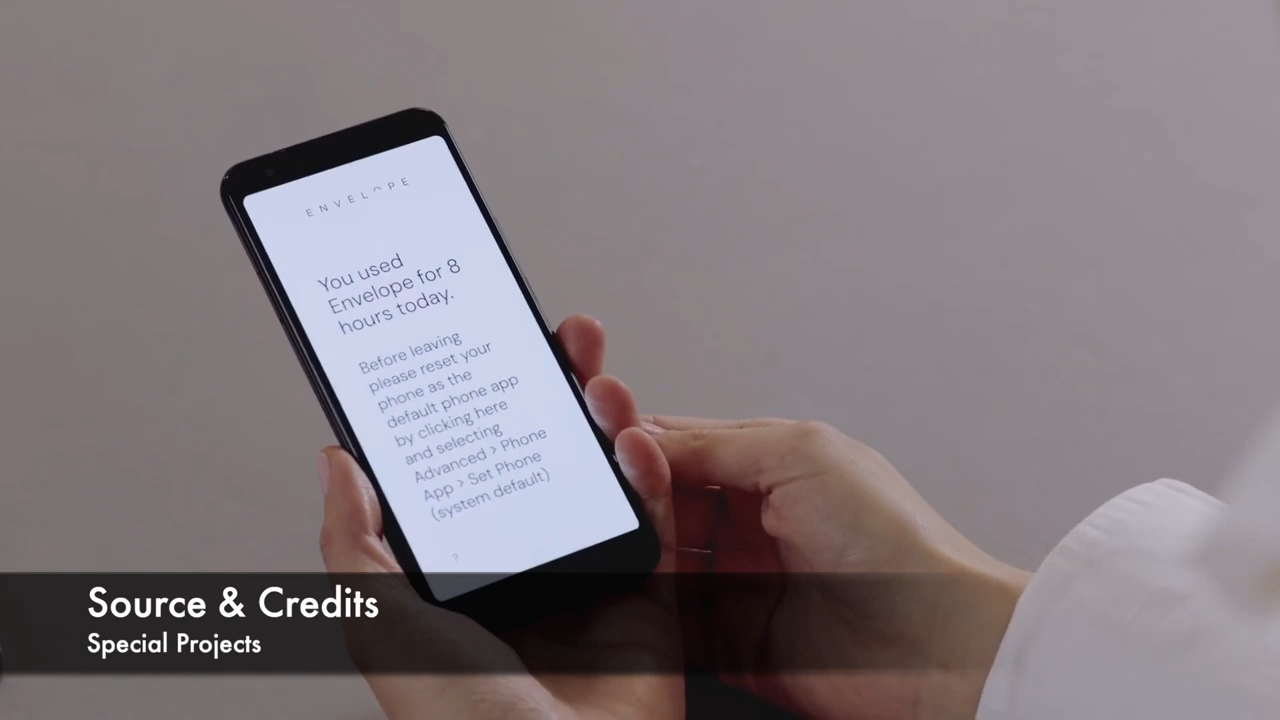 ENVELOPE
You used
Envelope for 8
hours today.
Before leaving
please reset your
phone as the
default phone app
by clicking here
and selecting
Advanced > Phone
App > Set Phone
(system default)
?
Source & Credits
Special Projects